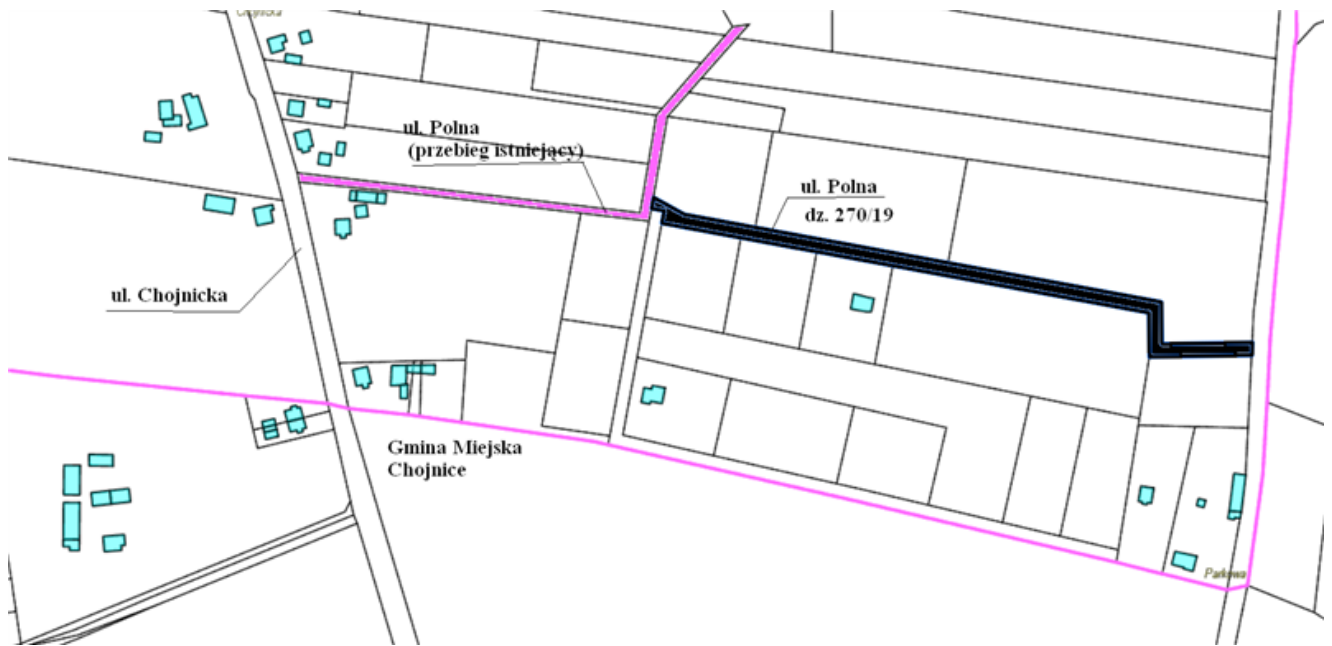 ul. Polna
(przebieg istniejący)
ul. Polna
dz. 270/19
ul. Chojnicka
Gmina Miejska
Chojnice
Parkowa